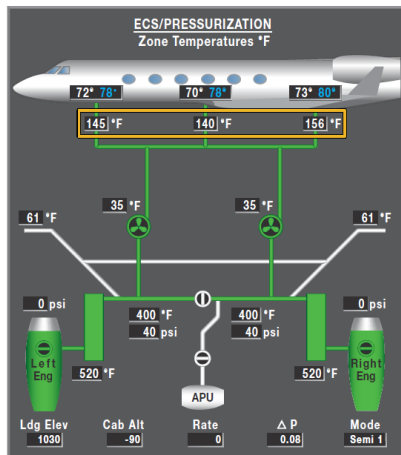 ECS/PRESSURIZATION
Zone Temperatures °F
72° 78° 70° 78° 73° 80°
145 °F 140 °F 156 °F
35 °F 35 °F
61 °F 61 °F
0 psi 0 psi
400 °F 400 °F
40 psi 40 psi
Left Eng Right Eng
520 °F 520 °F
APU
Ldg Elev Cab Alt Rate Δ P Mode
1030 -90 0 0.08 Semi 1